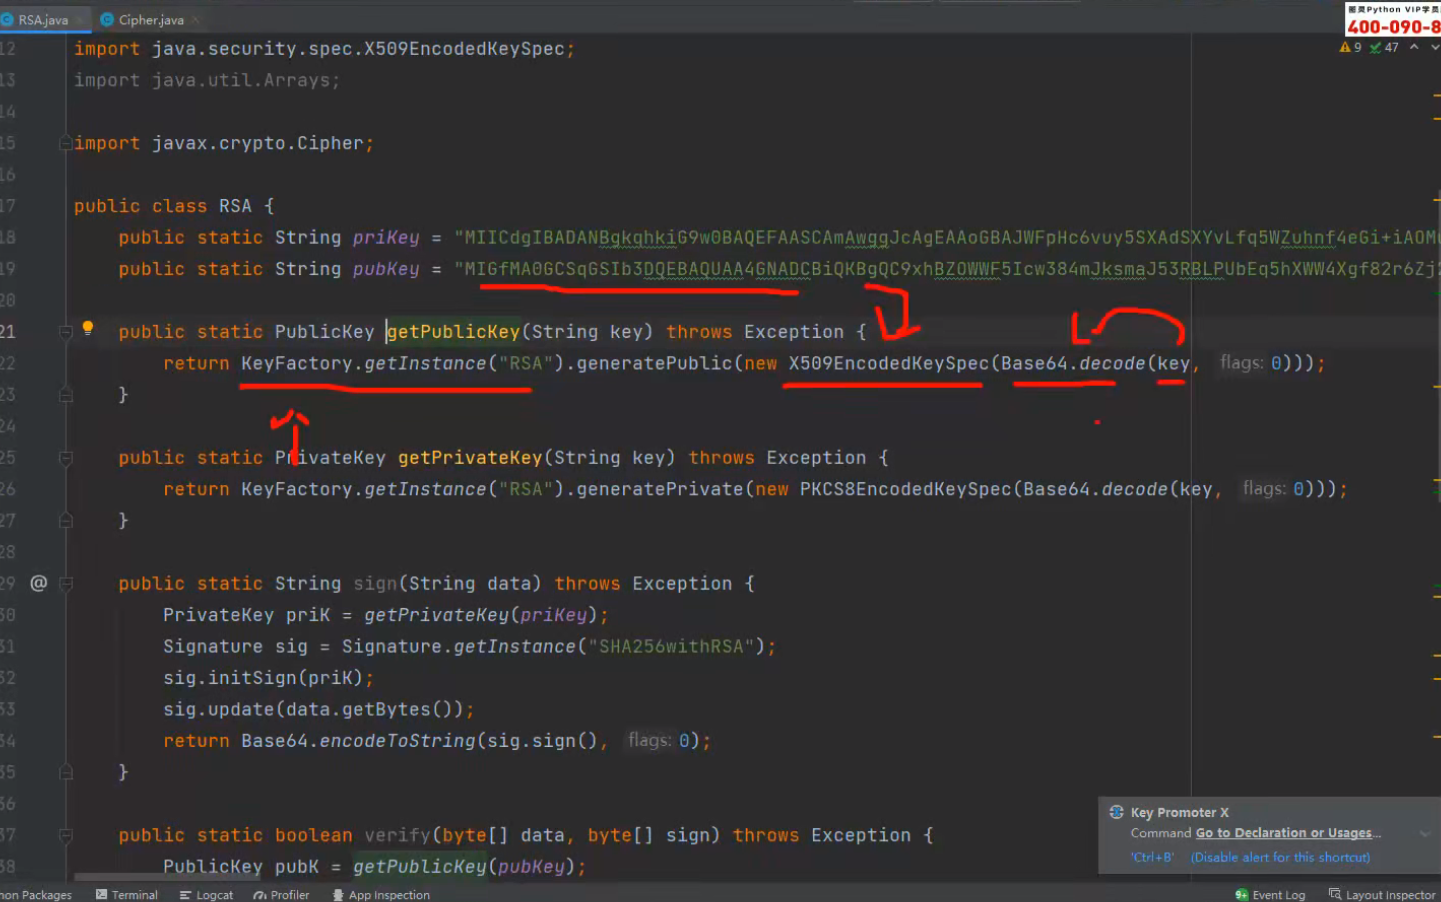 RSA.java
Cipher.java
图灵Python VIP学员
400-090-8
9 47
12 import java.security.spec.X509EncodedKeySpec;
13 import java.util.Arrays;
14
15 import javax.crypto.Cipher;
16
17 public class RSA {
18 public static String priKey = "MIICdgIBADANBgkqhkiG9w0BAQEFAASCAmAwggJcAgEAAoGBAJWFpHc6vuy5SXAdSXYvLfq5WZuhnf4eGi+iAOM
19 public static String pubKey = "MIGfMA0GCSqGSIb3DQEBAQUAA4GNADCBiQKBgQC9xhBZOWWF5Icw384mJksmaJ53RBLPUbEq5hXWW4Xgf82r6Zj
20
21 public static PublicKey getPublicKey(String key) throws Exception {
22 return KeyFactory.getInstance("RSA").generatePublic(new X509EncodedKeySpec(Base64.decode(key, flags: 0)));
23 }
24
25 public static PrivateKey getPrivateKey(String key) throws Exception {
26 return KeyFactory.getInstance("RSA").generatePrivate(new PKCS8EncodedKeySpec(Base64.decode(key, flags: 0)));
27 }
28
29 @ public static String sign(String data) throws Exception {
30 PrivateKey priK = getPrivateKey(priKey);
31 Signature sig = Signature.getInstance("SHA256withRSA");
32 sig.initSign(priK);
33 sig.update(data.getBytes());
34 return Base64.encodeToString(sig.sign(), flags: 0);
35 }
36
37 public static boolean verify(byte[] data, byte[] sign) throws Exception {
38 PublicKey pubK = getPublicKey(pubKey);
Key Promoter X
Command Go to Declaration or Usages...
'Ctrl+B' (Disable alert for this shortcut)
hon Packages Terminal Logcat Profiler App Inspection 9+ Event Log Layout Inspector